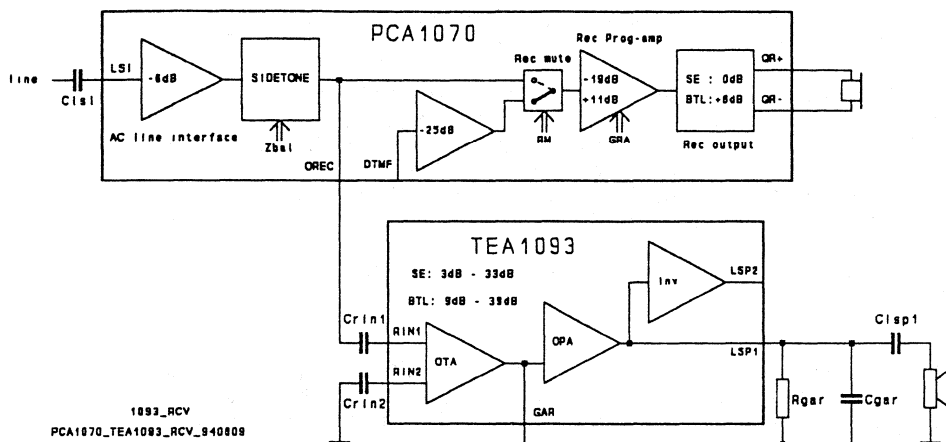 PCA1070
Rec Prog-amp
Rec mute
line
LSI
Clsi
-6dB
SIDETONE
-19dB
+11dB
SE : 0dB
BTL:+6dB
QR+
QR-
-25dB
AC line interface
Zbal
OREC
DTMF
RM
GRA
Rec output
TEA1093
SE: 3dB - 33dB
BTL: 9dB - 39dB
Inv
LSP2
Crin1
RIN1
OTA
OPA
LSP1
Clsp1
RIN2
Crin2
GAR
Rgar
Cgar
1093_RCV
PCA1070_TEA1093_RCV_940809